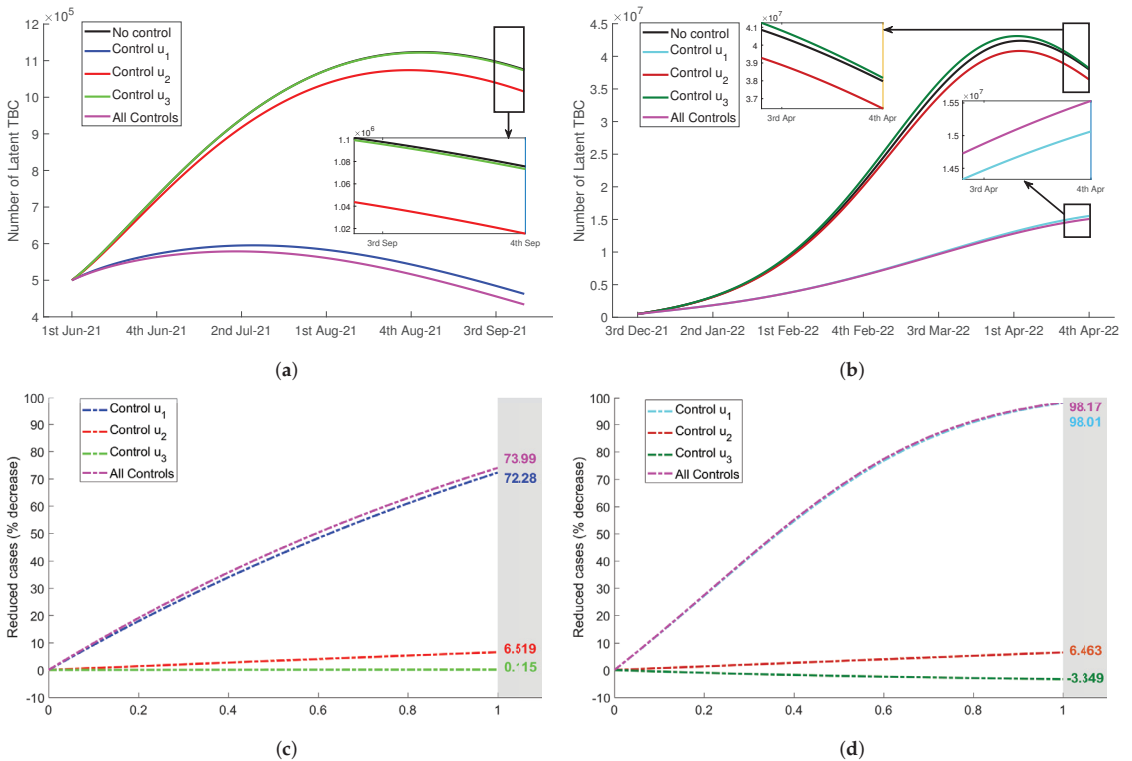 12
×10⁵
10
8
6
4
Number of Latent TBC
No control
Control u₁
Control u₂
Control u₃
All Controls
×10⁶
1.1
1.08
1.06
1.04
1.02
3rd Sep
4th Sep
1st Jun-21
4th Jun-21
2nd Jul-21
1st Aug-21
4th Aug-21
3rd Sep-21
11
9
7
5
(a)
×10⁷
4.5
4
3.5
3
2.5
2
1.5
1
0.5
0
Number of Latent TBC
No control
Control u₁
Control u₂
Control u₃
All Controls
×10⁷
4.1
4
3.9
3.8
3.7
3rd Apr
4th Apr
×10⁷
1.55
1.5
1.45
3rd Apr
4th Apr
3rd Dec-21
2nd Jan-22
1st Feb-22
4th Feb-22
3rd Mar-22
1st Apr-22
4th Apr-22
(b)
100
90
80
70
60
50
40
30
20
10
0
-10
Reduced cases (% decrease)
Control u₁
Control u₂
Control u₃
All Controls
73.99
72.28
6.519
0
0.2
0.4
0.6
0.8
1
(c)
100
90
80
70
60
50
40
30
20
10
0
-10
Reduced cases (% decrease)
Control u₁
Control u₂
Control u₃
All Controls
98.17
98.01
6.463
0
0.2
0.4
0.6
0.8
1
(d)